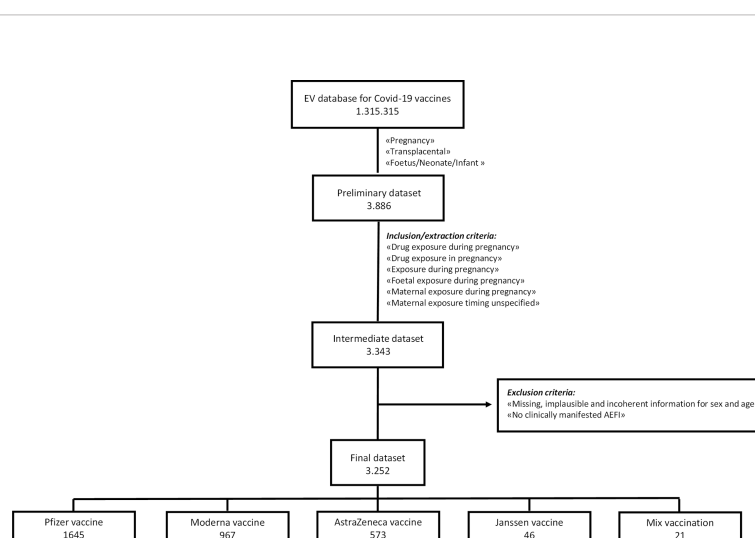 EV database for Covid-19 vaccines
1.315.315
«Pregnancy»
«Transplacental»
«Foetus/Neonate/Infant »
Preliminary dataset
3.886
Inclusion/extraction criteria:
«Drug exposure during pregnancy»
«Drug exposure in pregnancy»
«Exposure during pregnancy»
«Foetal exposure during pregnancy»
«Maternal exposure during pregnancy»
«Maternal exposure timing unspecified»
Intermediate dataset
3.343
Exclusion criteria:
«Missing, implausible and incoherent information for sex and age
«No clinically manifested AEFI»
Final dataset
3.252
Pfizer vaccine
1645
Moderna vaccine
967
AstraZeneca vaccine
573
Janssen vaccine
46
Mix vaccination
21